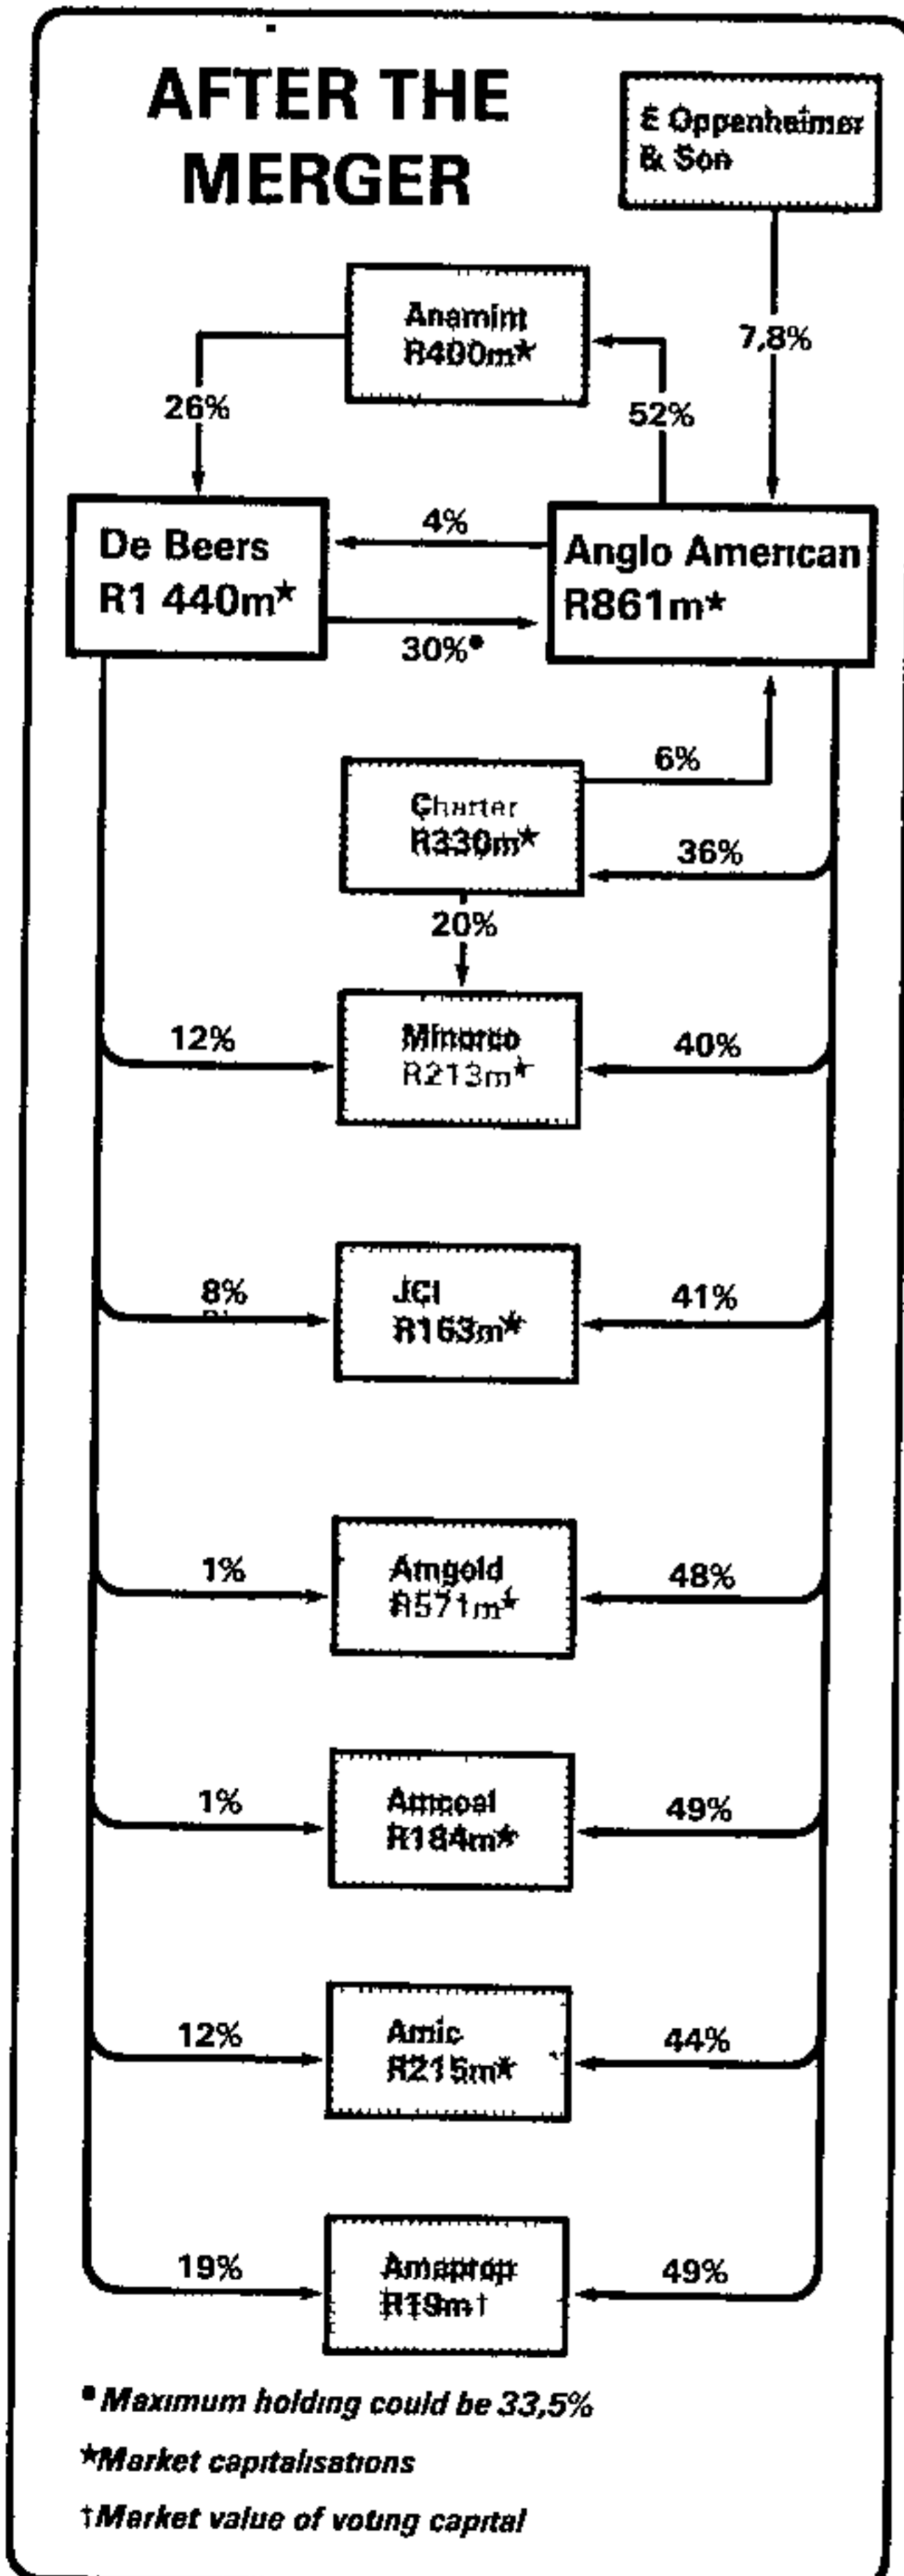 AFTER THE
MERGER
E Oppenheimer
& Son
7,8%
Anamint
R400m★
26%
52%
De Beers
R1 440m★
4%
30%●
Anglo American
R861m★
6%
Charter
R330m★
36%
20%
12%
Minorco
R213m★
40%
8%
JCI
R163m★
41%
1%
Amgold
R571m★
48%
1%
Amcoal
R184m★
49%
12%
Amic
R215m★
44%
19%
Amaprop
R19m†
49%
●Maximum holding could be 33,5%
★Market capitalisations
†Market value of voting capital